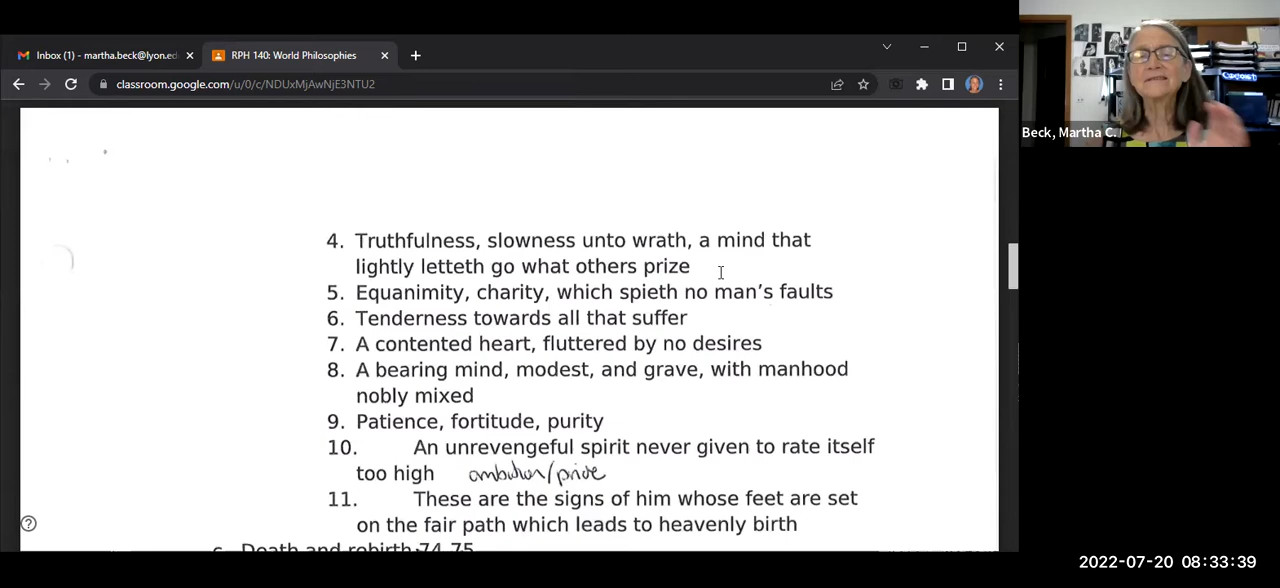 Inbox (1) - martha.beck@lyon.ed
RPH 140: World Philosophies
classroom.google.com/u/0/c/NDUxMjAwNjE3NTU2
Beck, Martha C.
4. Truthfulness, slowness unto wrath, a mind that
lightly letteth go what others prize
5. Equanimity, charity, which spieth no man's faults
6. Tenderness towards all that suffer
7. A contented heart, fluttered by no desires
8. A bearing mind, modest, and grave, with manhood
nobly mixed
9. Patience, fortitude, purity
10. An unrevengeful spirit never given to rate itself
too high ambition/pride
11. These are the signs of him whose feet are set
on the fair path which leads to heavenly birth
c. Death and rebirth 74-75
2022-07-20 08:33:39